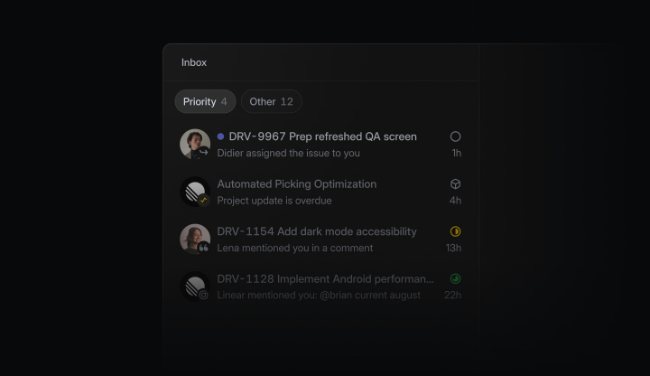 Inbox
Priority 4 Other 12
DRV-9967 Prep refreshed QA screen
Didier assigned the issue to you 1h
Automated Picking Optimization
Project update is overdue 4h
DRV-1154 Add dark mode accessibility
Lena mentioned you in a comment 13h
DRV-1128 Implement Android performan...
Linear mentioned you: @brian current august 22h